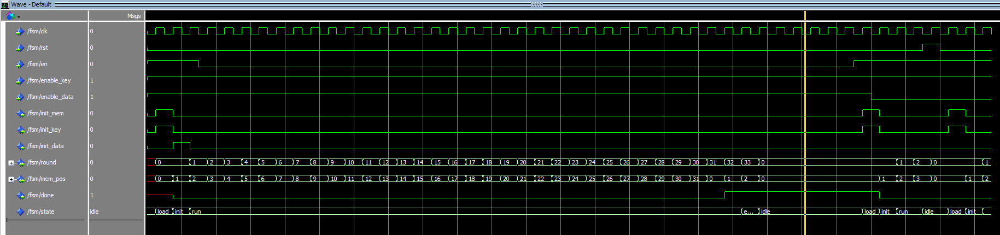 Wave - Default
Msgs
/fsm/clk 0
/fsm/rst 0
/fsm/en 0
/fsm/enable_key 1
/fsm/enable_data 1
/fsm/init_mem 0
/fsm/init_key 0
/fsm/init_data 0
/fsm/round 0 0 1 2 3 4 5 6 7 8 9 10 11 12 13 14 15 16 17 18 19 20 21 22 23 24 25 26 27 28 29 30 31 32 33 0 1 2 0 1
/fsm/mem_pos 0 0 1 2 3 4 5 6 7 8 9 10 11 12 13 14 15 16 17 18 19 20 21 22 23 24 25 26 27 28 29 30 31 0 1 2 0 1 2 3 0 1 2
/fsm/done 1
/fsm/state idle load init run e... idle load init run idle load init